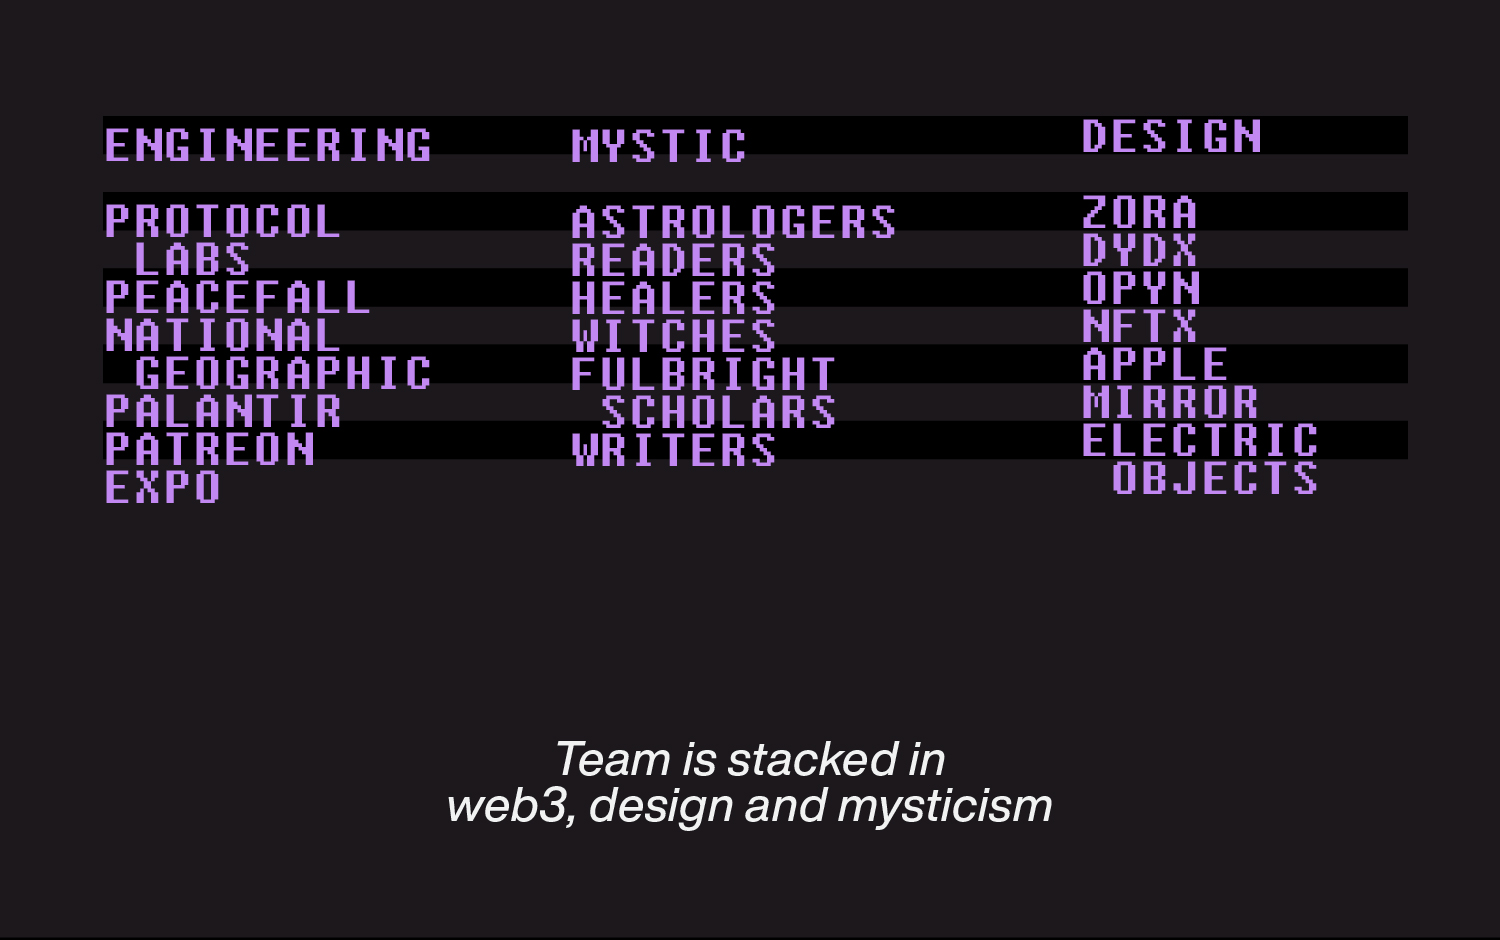 ENGINEERING
PROTOCOL
LABS
PEACEFALL
NATIONAL
GEOGRAPHIC
PALANTIR
PATREON
EXPO
MYSTIC
ASTROLOGERS
READERS
HEALERS
WITCHES
FULBRIGHT
SCHOLARS
WRITERS
DESIGN
ZORA
DYDX
OPYN
NFTX
APPLE
MIRROR
ELECTRIC
OBJECTS
Team is stacked in
web3, design and mysticism